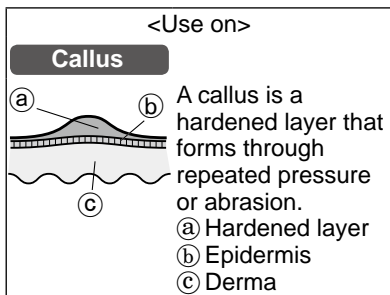 <Use on>
Callus
ⓐ
ⓑ
ⓒ
A callus is a
hardened layer that
forms through
repeated pressure
or abrasion.
ⓐ Hardened layer
ⓑ Epidermis
ⓒ Derma